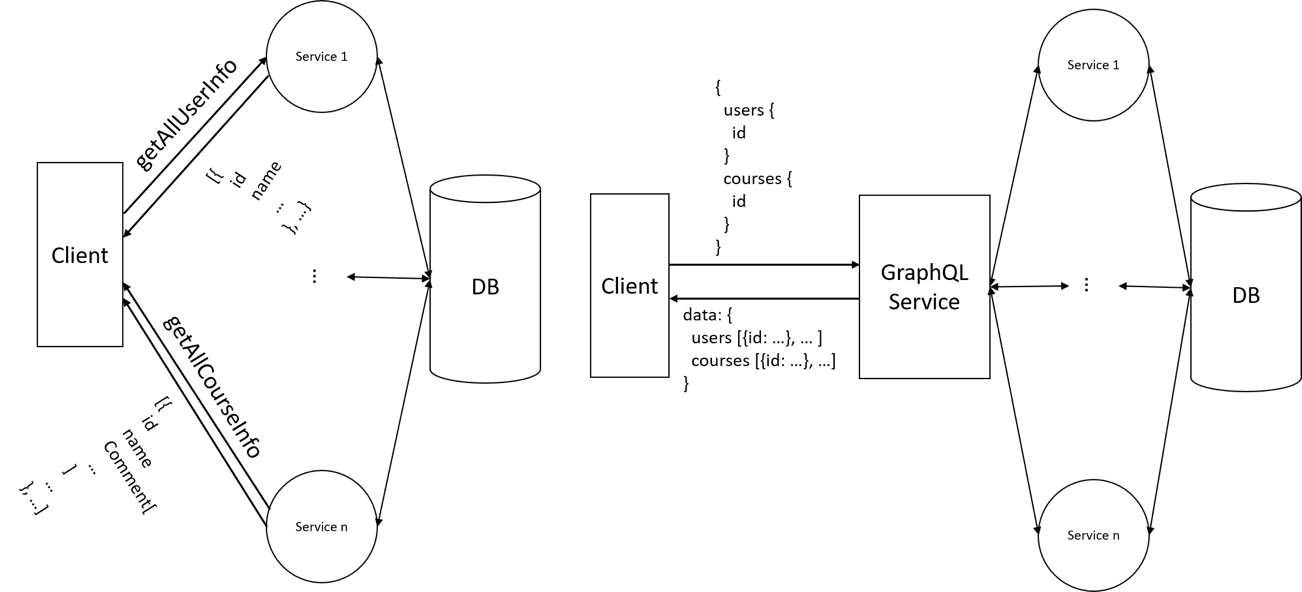 Service 1
getAllUserInfo
[{
id
name
...
}, ...}
Client
...
DB
getAllCourseInfo
[{
id
name
Comment[
...
]
...
}, ...]
Service n
{
users {
id
}
courses {
id
}
}
Client
data: {
users [{id: ...}, ... ]
courses [{id: ...}, ...]
}
GraphQL
Service
Service 1
...
DB
Service n